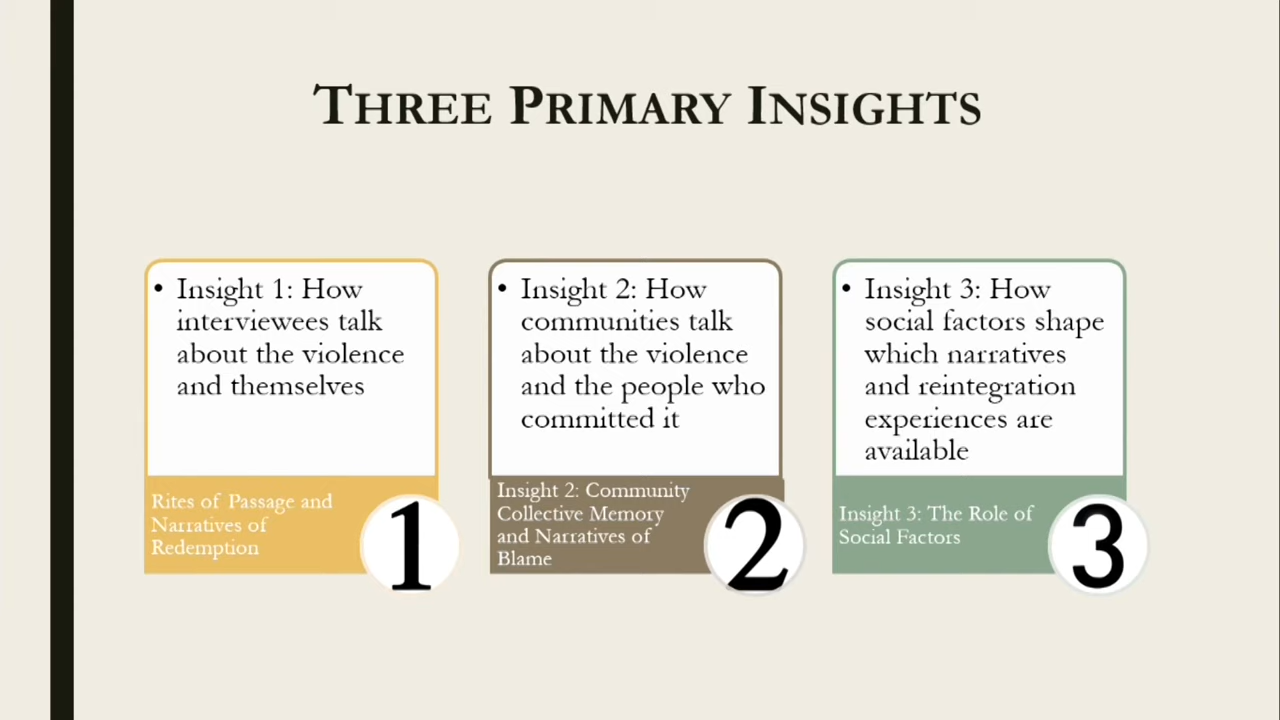 THREE PRIMARY INSIGHTS
• Insight 1: How
interviewees talk
about the violence
and themselves
Rites of Passage and
Narratives of
Redemption
1
• Insight 2: How
communities talk
about the violence
and the people who
committed it
Insight 2: Community
Collective Memory
and Narratives of
Blame
2
• Insight 3: How
social factors shape
which narratives
and reintegration
experiences are
available
Insight 3: The Role of
Social Factors
3